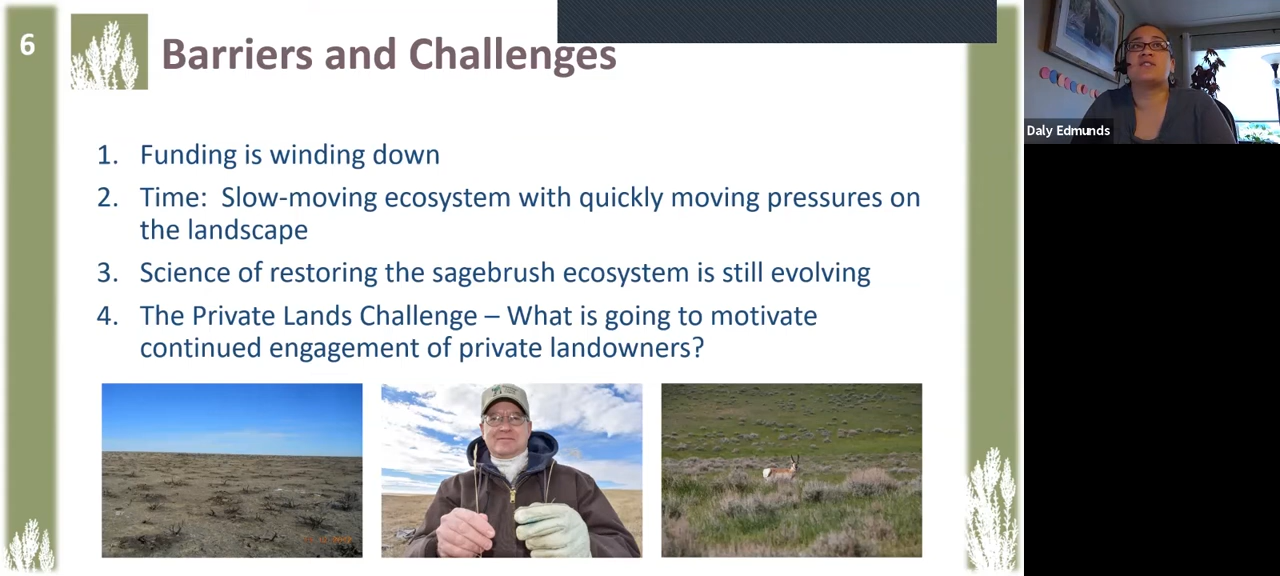 6
Barriers and Challenges
1. Funding is winding down
2. Time: Slow-moving ecosystem with quickly moving pressures on
the landscape
3. Science of restoring the sagebrush ecosystem is still evolving
4. The Private Lands Challenge – What is going to motivate
continued engagement of private landowners?
Daly Edmunds